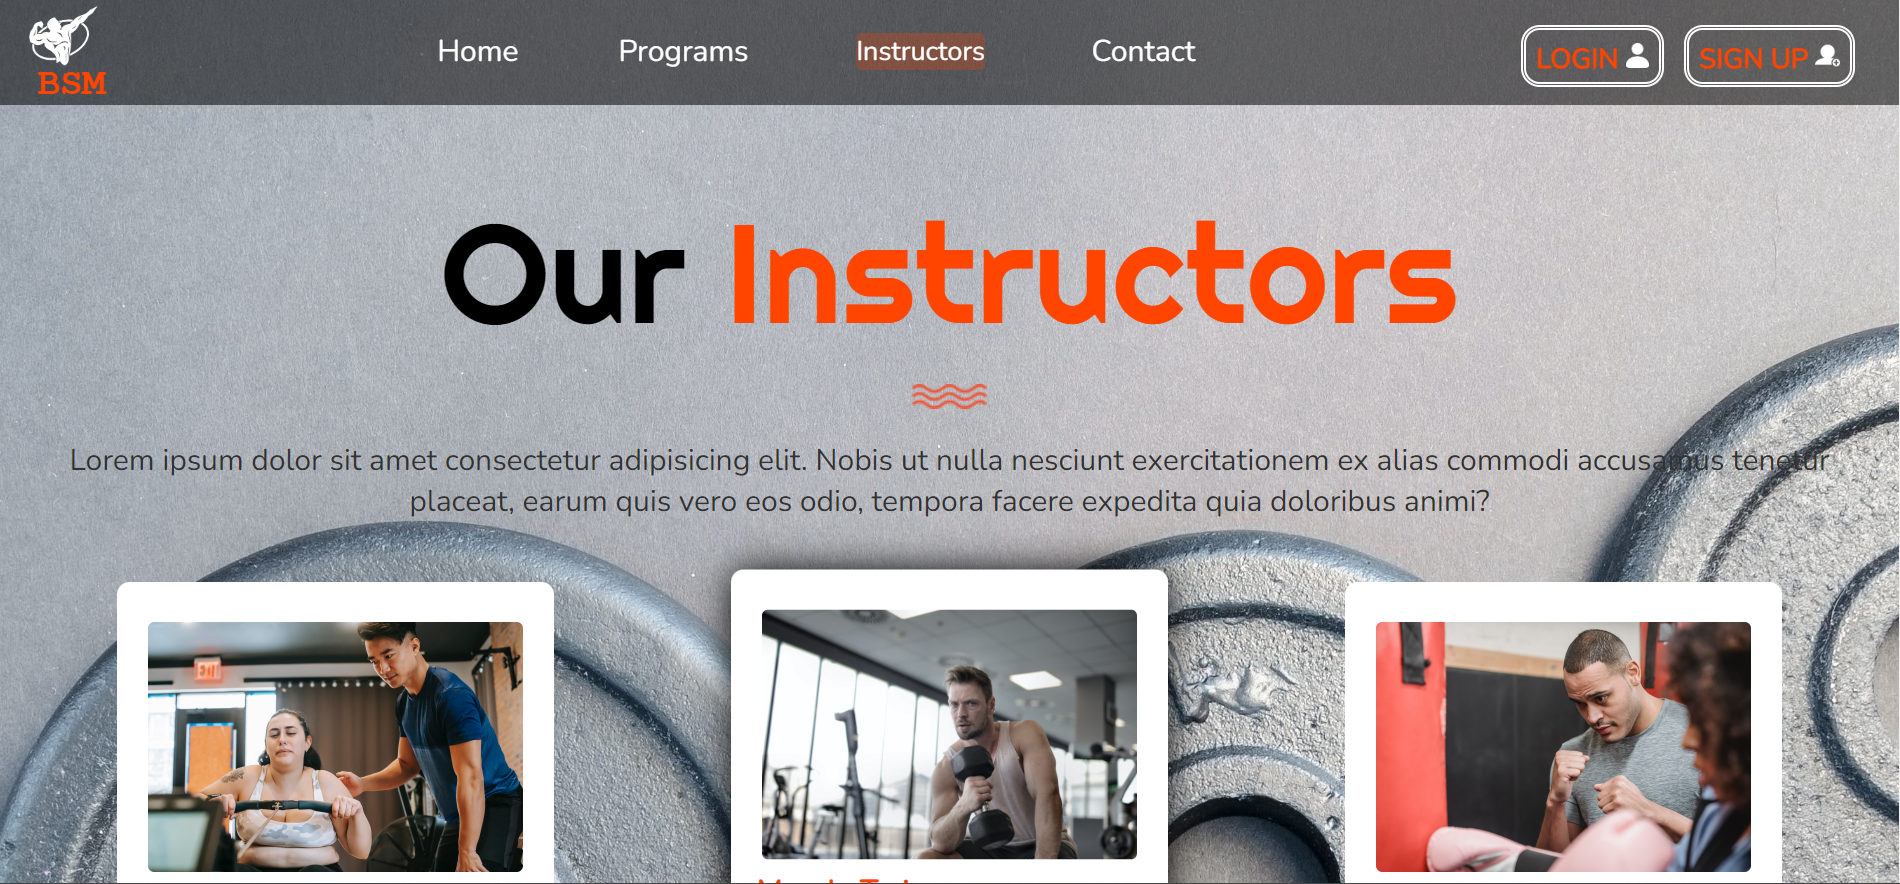 BSM
Home
Programs
Instructors
Contact
LOGIN
SIGN UP
Our Instructors
Lorem ipsum dolor sit amet consectetur adipisicing elit. Nobis ut nulla nesciunt exercitationem ex alias commodi accusamus tenetur
placeat, earum quis vero eos odio, tempora facere expedita quia doloribus animi?
EXIT